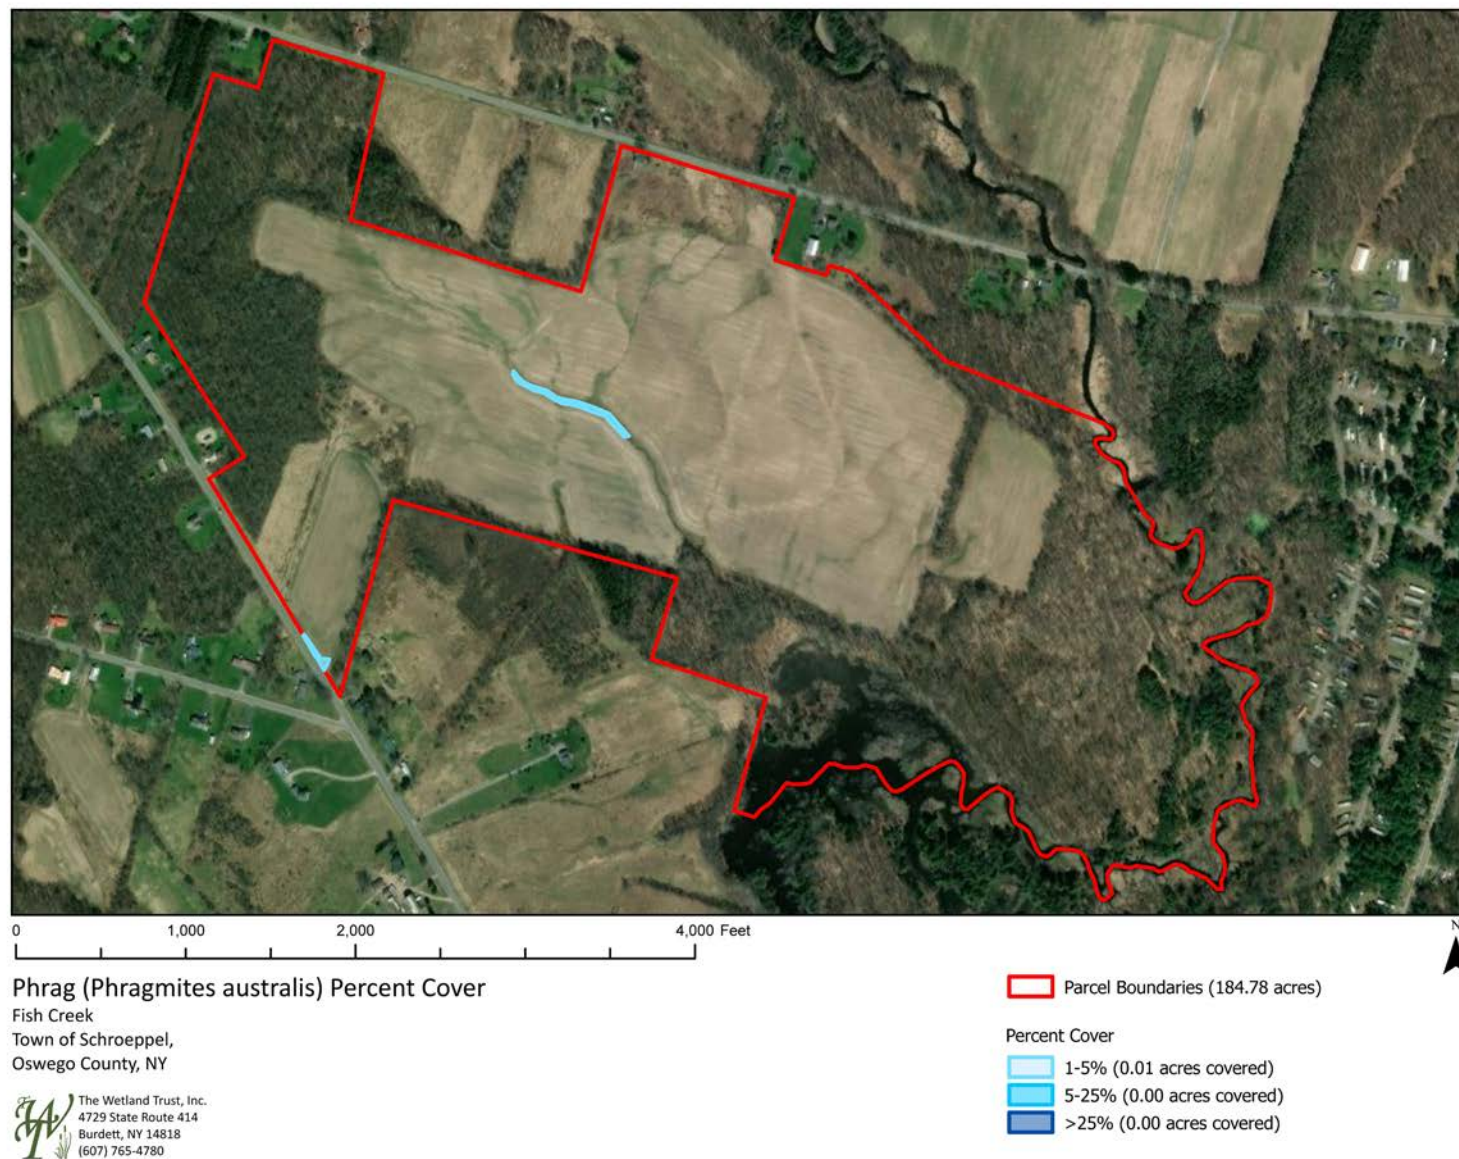 0 1,000 2,000 4,000 Feet
N
Phrag (Phragmites australis) Percent Cover
Fish Creek
Town of Schroeppel,
Oswego County, NY
The Wetland Trust, Inc.
4729 State Route 414
Burdett, NY 14818
(607) 765-4780
Parcel Boundaries (184.78 acres)
Percent Cover
1-5% (0.01 acres covered)
5-25% (0.00 acres covered)
>25% (0.00 acres covered)